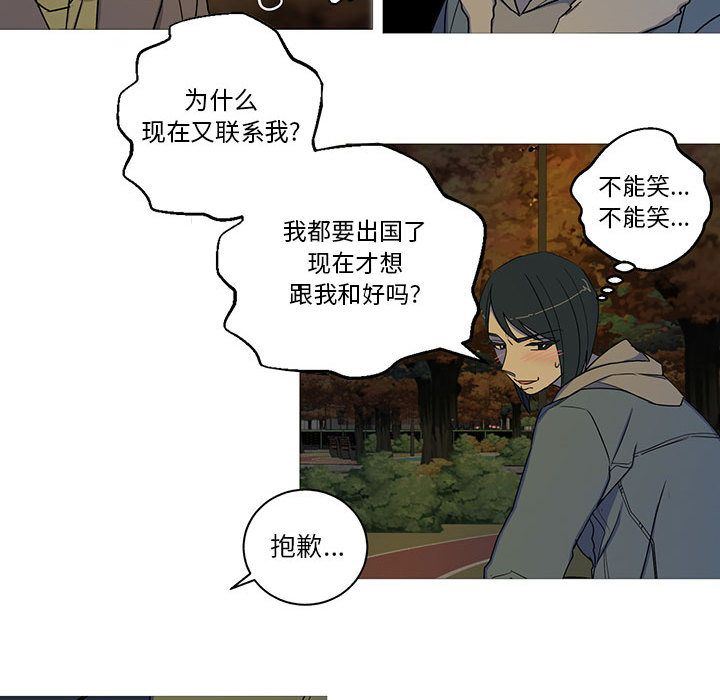 为什么
现在又联系我?
我都要出国了
现在才想
跟我和好吗?
不能笑...
不能笑...
抱歉...